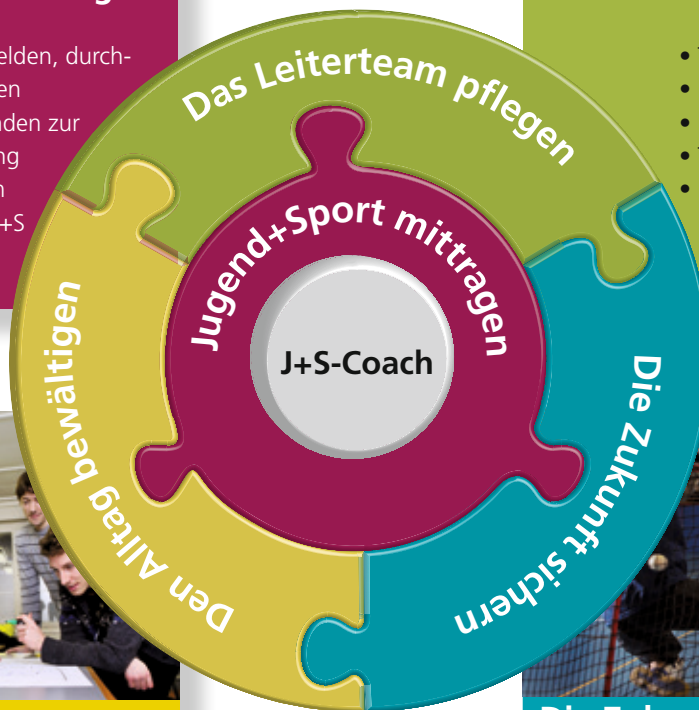 elden, durch-
en
nden zur
ng
n
+S
Das Leiterteam pflegen
Jugend+Sport mittragen
J+S-Coach
Den Alltag bewältigen
Die Zukunft sichern